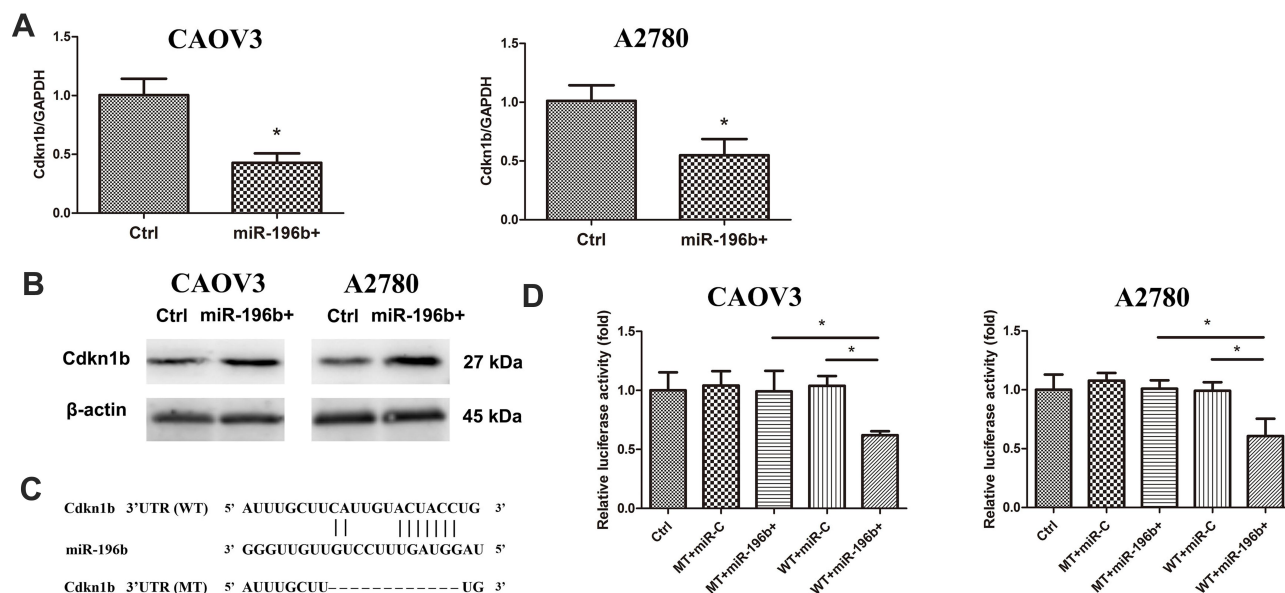 A
CAOV3
Cdkn1b/GAPDH
1.5
1.0
0.5
0.0
*
Ctrl miR-196b+
A2780
Cdkn1b/GAPDH
1.5
1.0
0.5
0.0
*
Ctrl miR-196b+
B
CAOV3 A2780
Ctrl miR-196b+ Ctrl miR-196b+
Cdkn1b 27 kDa
β-actin 45 kDa
C
Cdkn1b 3’UTR (WT) 5’ AUUUGCUUCAUUGUACUACCUG 3’
miR-196b 3’ GGGUUGUUGUCCUUUGAUGGAU 5’
Cdkn1b 3’UTR (MT) 5’ AUUUGCUU------------UG 3’
D
CAOV3
Relative luciferase activity (fold)
1.5
1.0
0.5
0.0
*
*
Ctrl
MT+miR-C
MT+miR-196b+
WT+miR-C
WT+miR-196b+
A2780
Relative luciferase activity (fold)
1.5
1.0
0.5
0.0
*
*
Ctrl
MT+miR-C
MT+miR-196b+
WT+miR-C
WT+miR-196b+